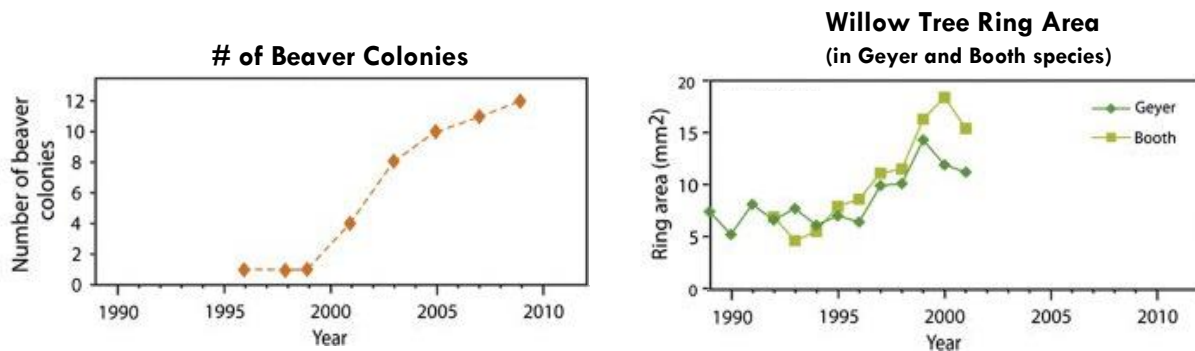 # of Beaver Colonies
Number of beaver
colonies
12
10
8
6
4
2
0
1990 1995 2000 2005 2010
Year
Willow Tree Ring Area
(in Geyer and Booth species)
Ring area (mm2)
20
15
10
5
0
Geyer
Booth
1990 1995 2000 2005 2010
Year